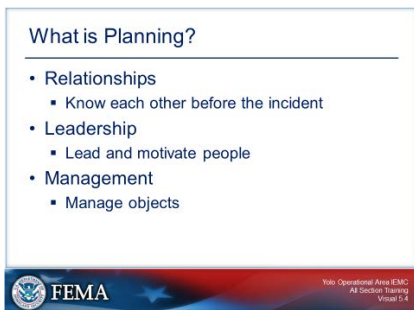 What is Planning?
• Relationships
▪ Know each other before the incident
• Leadership
▪ Lead and motivate people
• Management
▪ Manage objects
FEMA
Yolo Operational Area IEMC
All Section Training
Visual 5.4